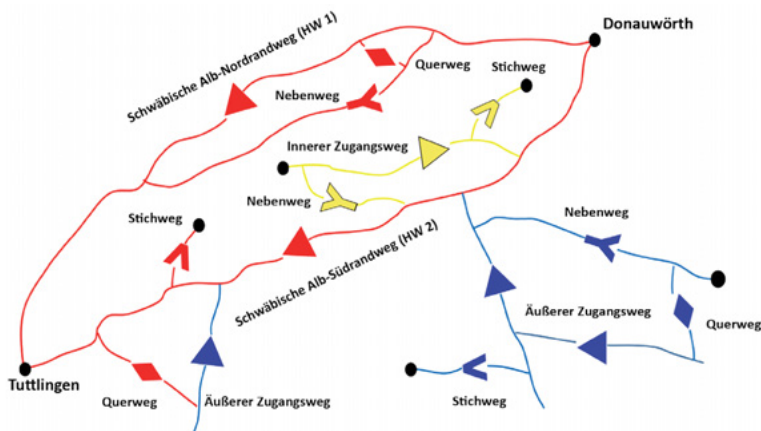 Donauwörth
Schwäbische Alb-Nordrandweg (HW 1)
Querweg
Stichweg
Nebenweg
Innerer Zugangsweg
Nebenweg
Stichweg
Nebenweg
Schwäbische Alb-Südrandweg (HW 2)
Äußerer Zugangsweg
Querweg
Tuttlingen
Querweg
Äußerer Zugangsweg
Stichweg